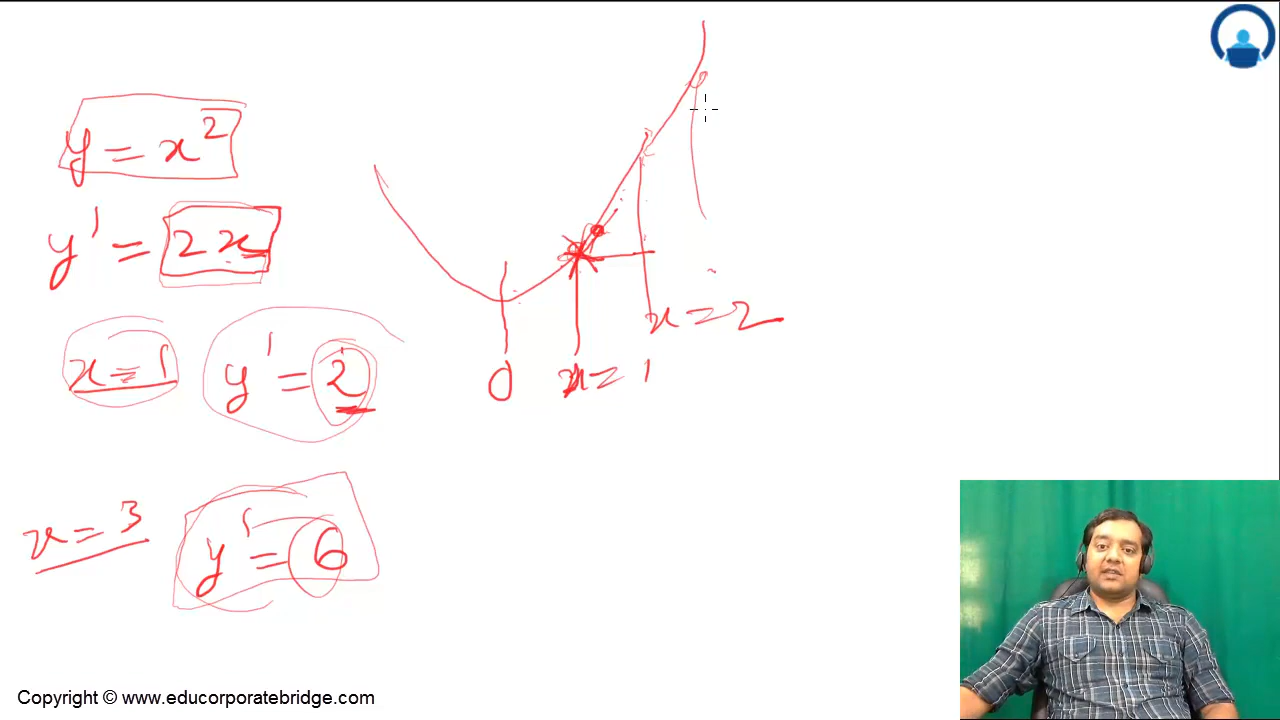 y = x²
y' = 2x
x = 1 y' = 2
x = 3 y' = 6
x = 2
0 x = 1
Copyright © www.educorporatebridge.com